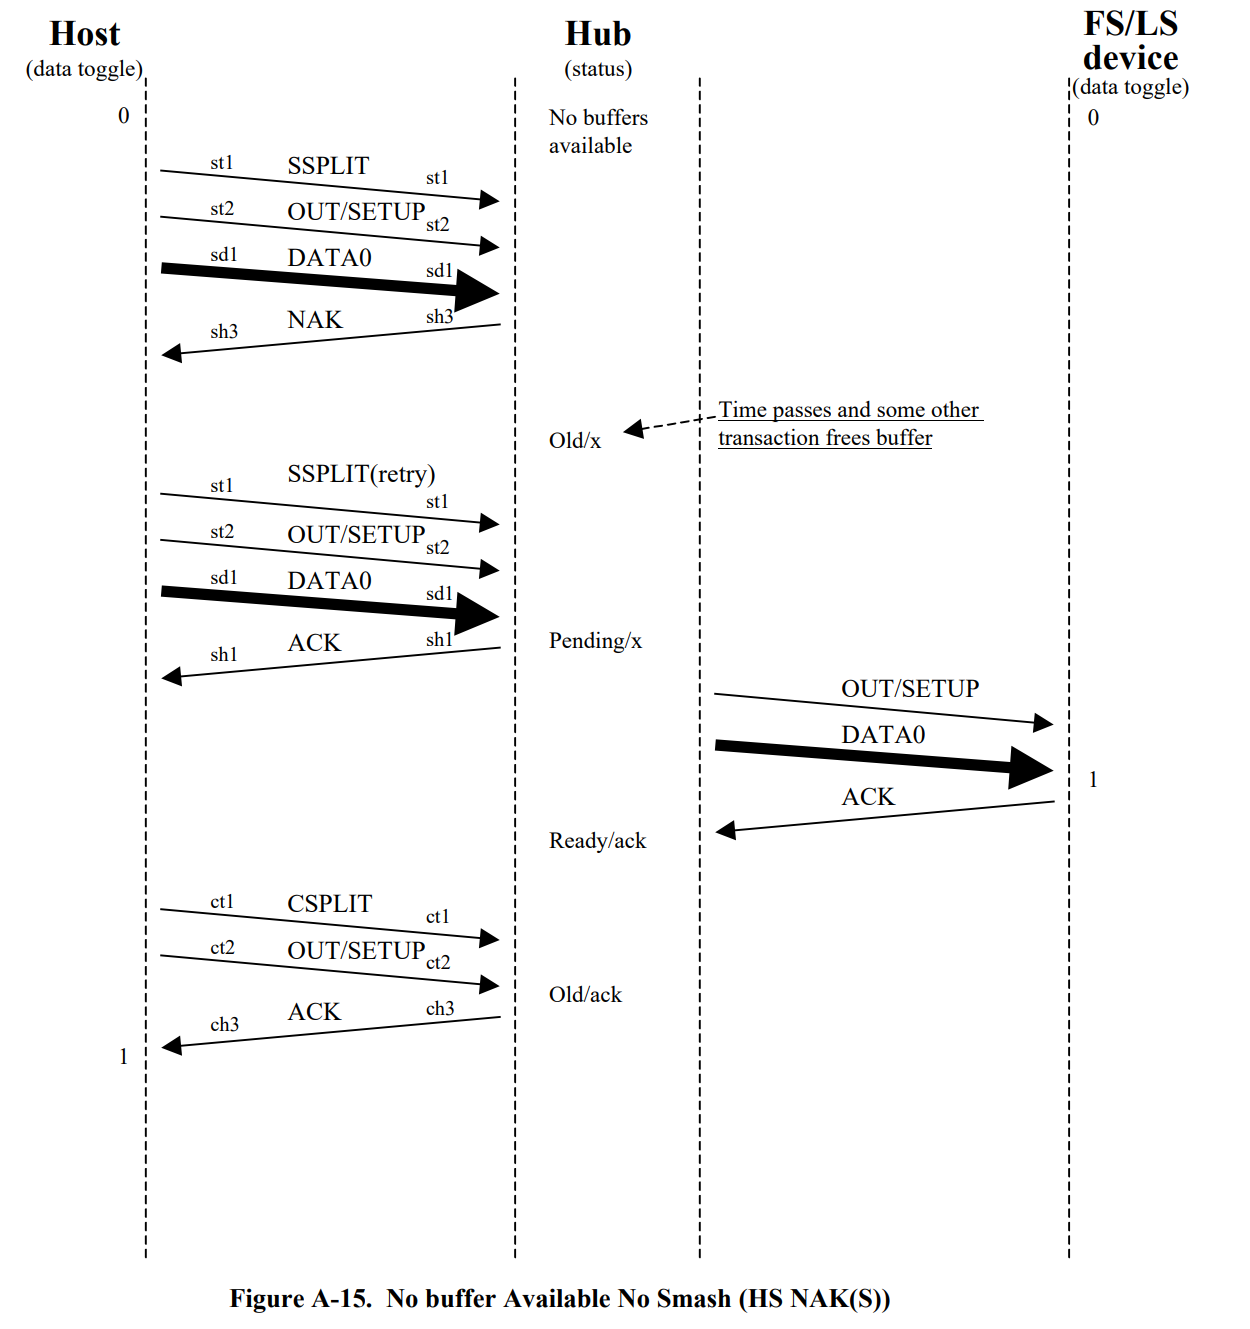 Host
(data toggle)
Hub
(status)
FS/LS
device
(data toggle)
0
No buffers
available
0
st1 SSPLIT st1
st2 OUT/SETUP st2
sd1 DATA0 sd1
sh3 NAK sh3
Time passes and some other
transaction frees buffer
Old/x
SSPLIT(retry)
st1 st1
st2 OUT/SETUP st2
sd1 DATA0 sd1
sh1 ACK sh1
Pending/x
OUT/SETUP
DATA0
1
ACK
Ready/ack
ct1 CSPLIT ct1
ct2 OUT/SETUP ct2
Old/ack
ch3 ACK ch3
1
Figure A-15. No buffer Available No Smash (HS NAK(S))